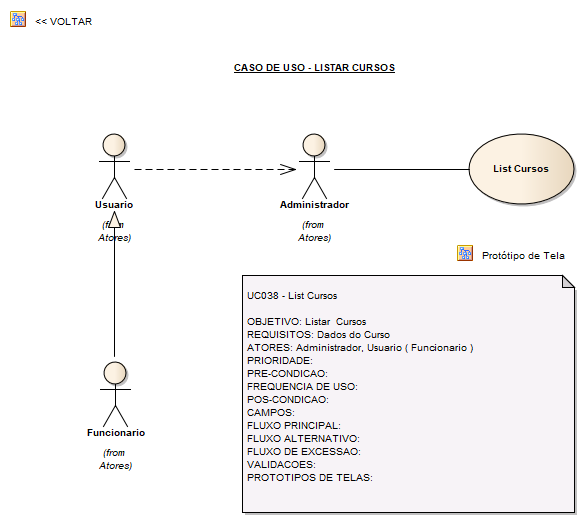 << VOLTAR
CASO DE USO - LISTAR CURSOS
Usuario
(from
Atores)
Administrador
(from
Atores)
List Cursos
Protótipo de Tela
UC038 - List Cursos
OBJETIVO: Listar  Cursos
REQUISITOS: Dados do Curso
ATORES: Administrador, Usuario ( Funcionario )
PRIORIDADE:
PRE-CONDICAO:
FREQUENCIA DE USO:
POS-CONDICAO:
CAMPOS:
FLUXO PRINCIPAL:
FLUXO ALTERNATIVO:
FLUXO DE EXCESSAO:
VALIDACOES:
PROTOTIPOS DE TELAS:
Funcionario
(from
Atores)